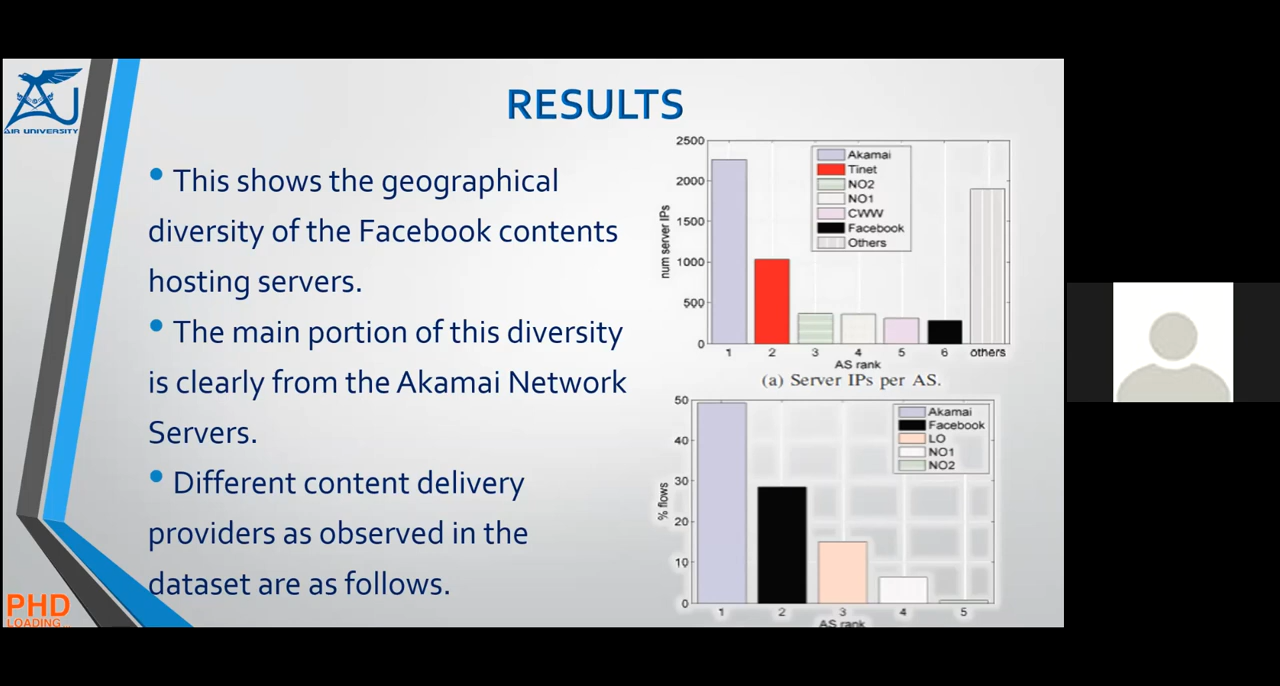 AIR UNIVERSITY
RESULTS
• This shows the geographical
diversity of the Facebook contents
hosting servers.
• The main portion of this diversity
is clearly from the Akamai Network
Servers.
• Different content delivery
providers as observed in the
dataset are as follows.
PHD
LOADING...
2500
2000
1500
1000
500
0
num server IPs
Akamai
Tinet
NO2
NO1
CWW
Facebook
Others
1 2 3 4 5 6 others
AS rank
(a) Server IPs per AS.
50
40
30
20
10
0
% flows
Akamai
Facebook
LO
NO1
NO2
1 2 3 4 5
AS rank